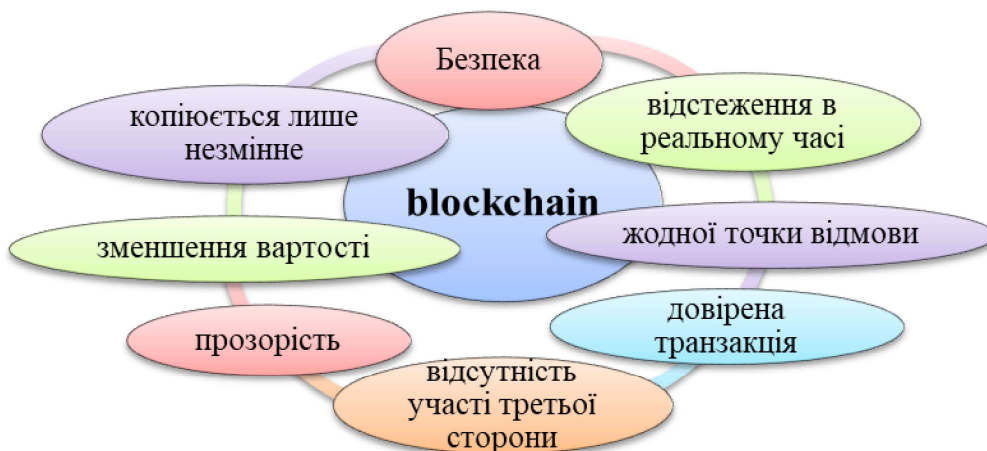 Безпека
відстеження в
реальному часі
жодної точки відмови
довірена
транзакція
відсутність
участі третьої
сторони
прозорість
зменшення вартості
копіюється лише
незмінне
blockchain